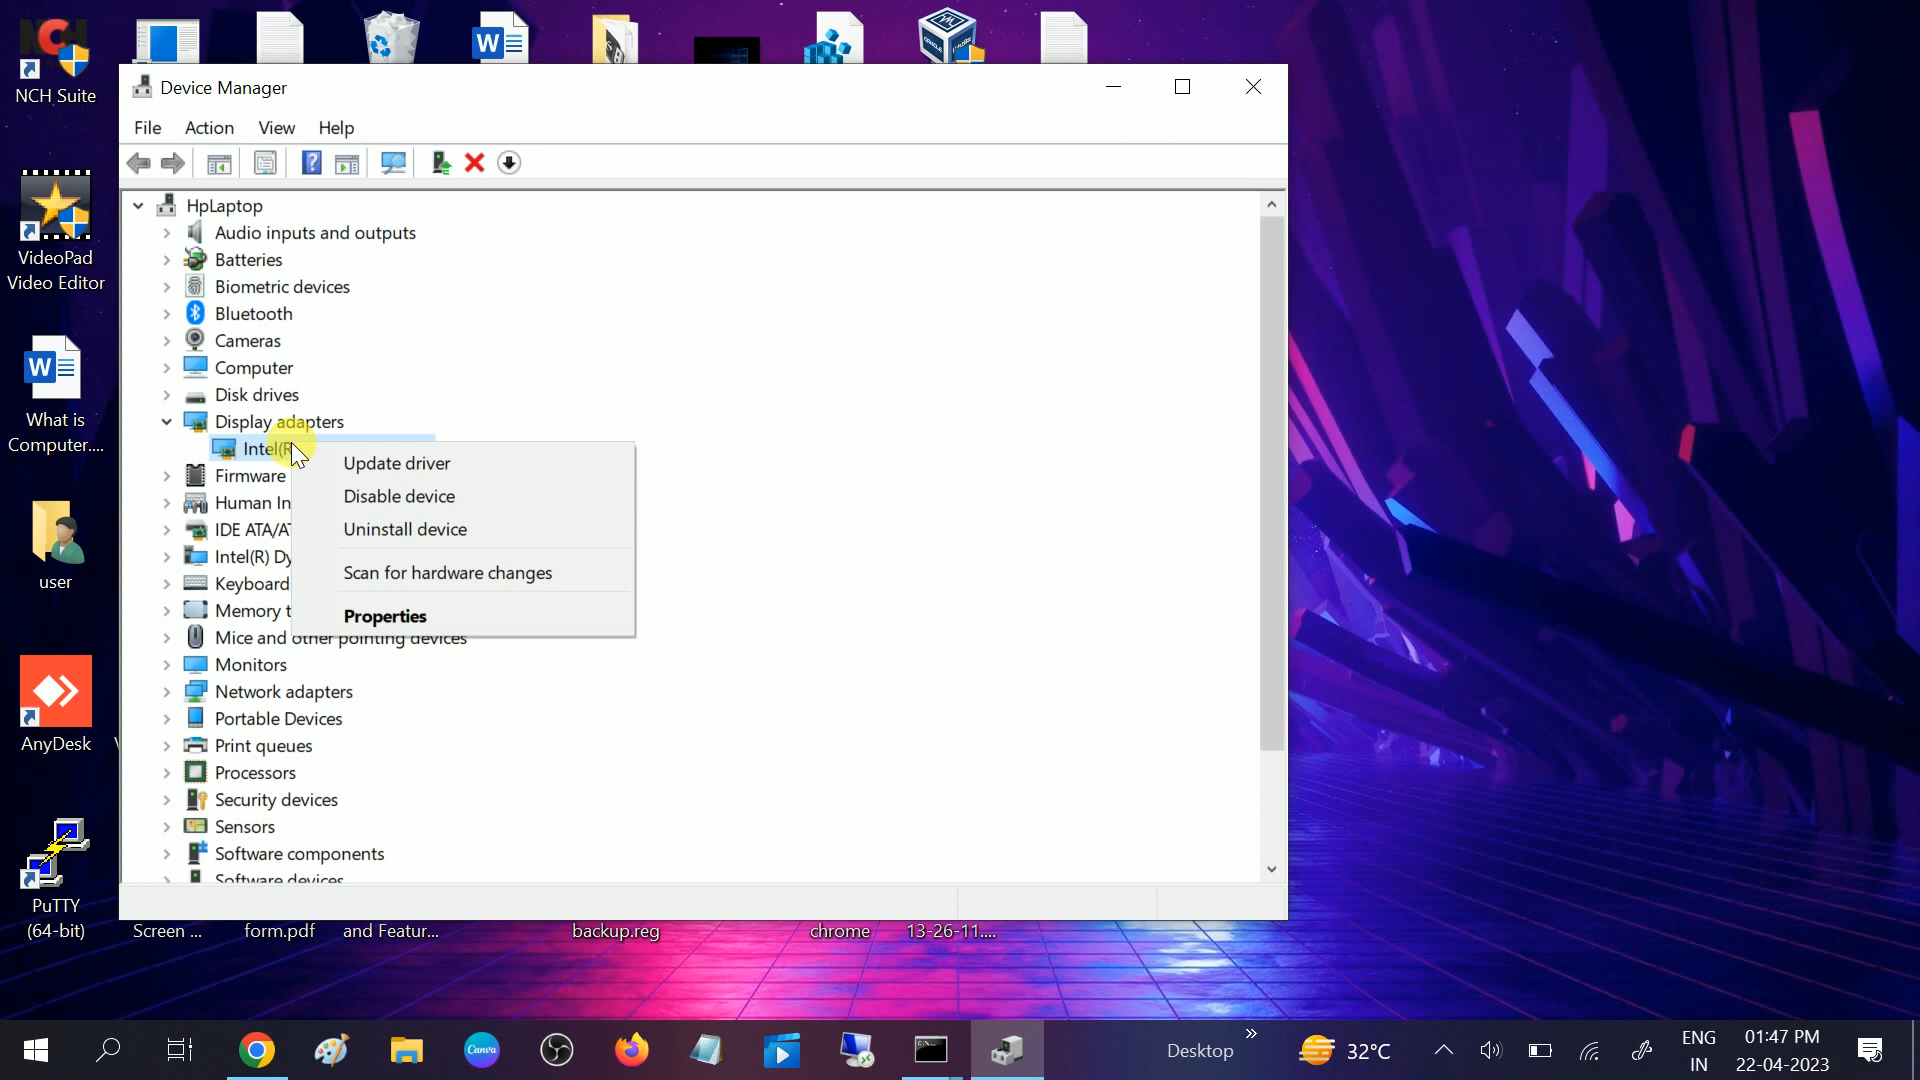 NCH Suite
VideoPad
Video Editor
What is
Computer....
user
AnyDesk
PuTTY
(64-bit)
Device Manager
File Action View Help
HpLaptop
Audio inputs and outputs
Batteries
Biometric devices
Bluetooth
Cameras
Computer
Disk drives
Display adapters
Intel(R
Firmware
Human In
IDE ATA/AT
Intel(R) Dy
Keyboard
Memory t
Mice and other pointing devices
Monitors
Network adapters
Portable Devices
Print queues
Processors
Security devices
Sensors
Software components
Software devices
Update driver
Disable device
Uninstall device
Scan for hardware changes
Properties
Screen ...
form.pdf
and Featur...
backup.reg
chrome
13-26-11....
Canva
Desktop
32°C
ENG
IN
01:47 PM
22-04-2023